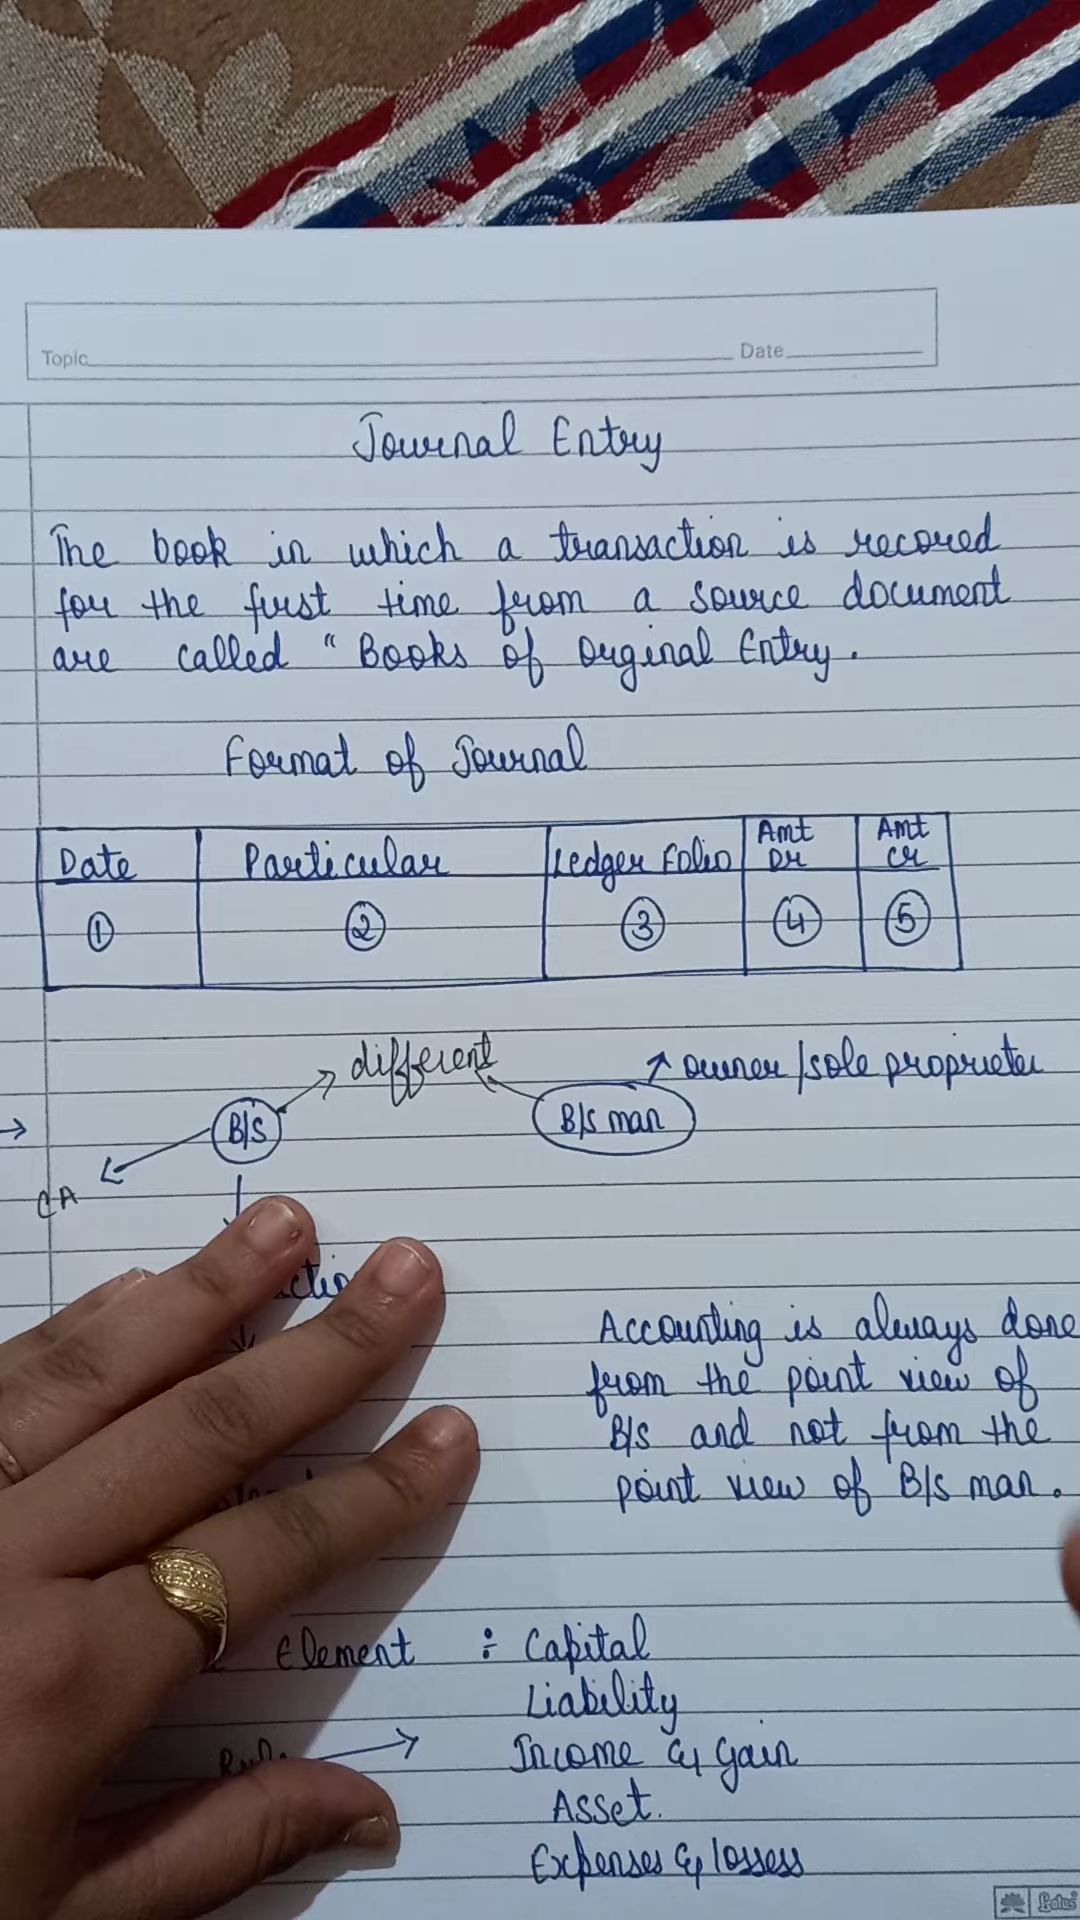 Topic Date
Journal Entry
The book in which a transaction is recored
for the first time from a source document
are called " Books of Orginal Entry.
Format of Journal
Date Particular Ledger Folio Amt Dr Amt Cr
① ② ③ ④ ⑤
different ↗ owner/sole proprieter
→ B/S B/S man
CA
Accounting is always done
from the point view of
B/S and not from the
point view of B/S man.
Element : Capital
Liability
→ Income & gain
Asset.
Expenses & lossess
Lotus